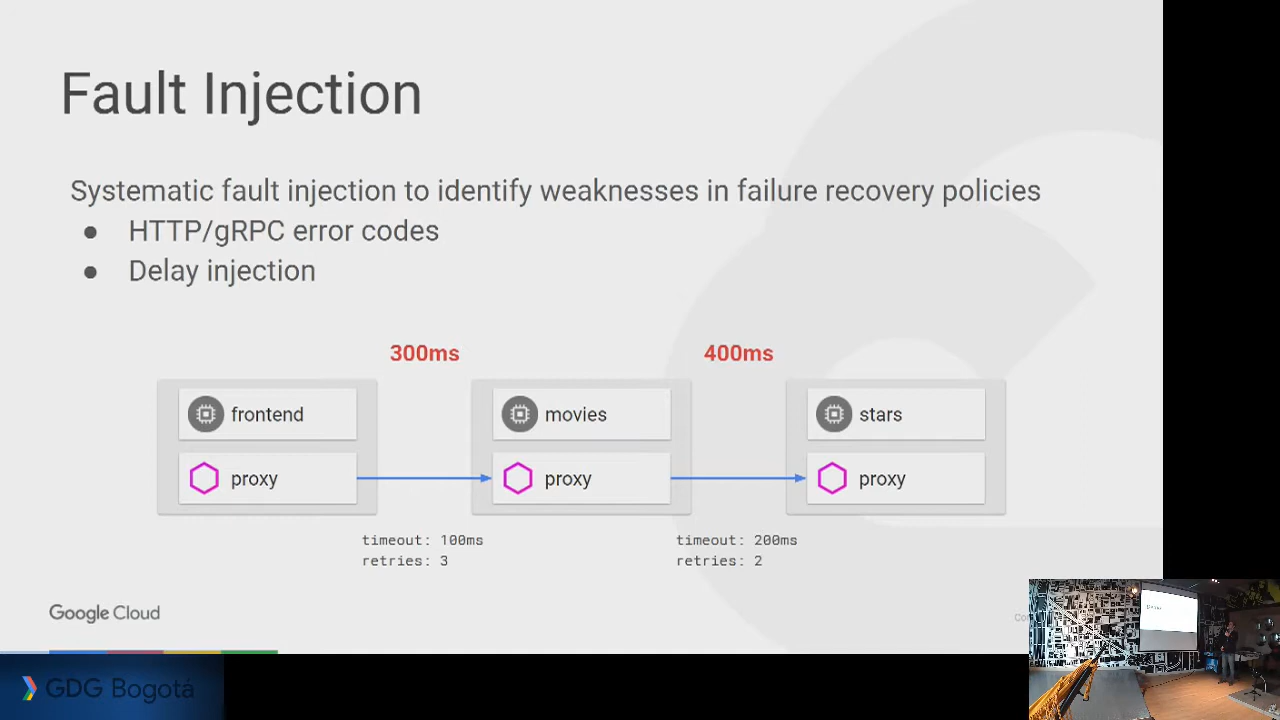 Fault Injection
Systematic fault injection to identify weaknesses in failure recovery policies
● HTTP/gRPC error codes
● Delay injection
300ms
400ms
frontend
movies
stars
proxy
proxy
proxy
timeout: 100ms
retries: 3
timeout: 200ms
retries: 2
Google Cloud
GDG Bogotá